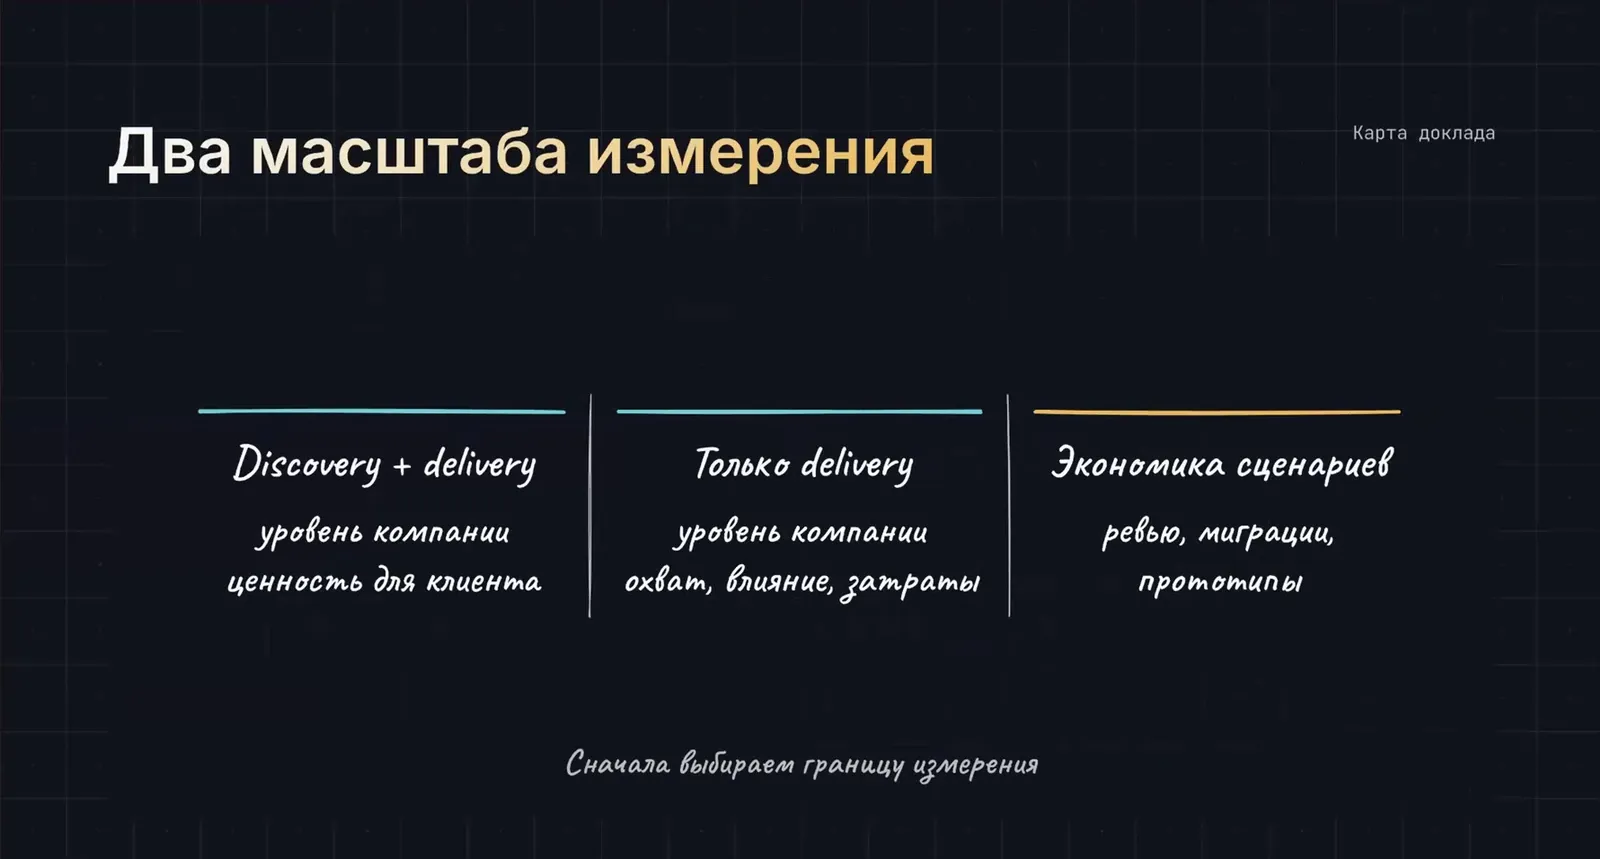 Два масштаба измерения
Карта доклада
Discovery + delivery
уровень компании
ценность для клиента
Только delivery
уровень компании
охват, влияние, затраты
Экономика сценариев
ревью, миграции,
прототипы
Сначала выбираем границу измерения